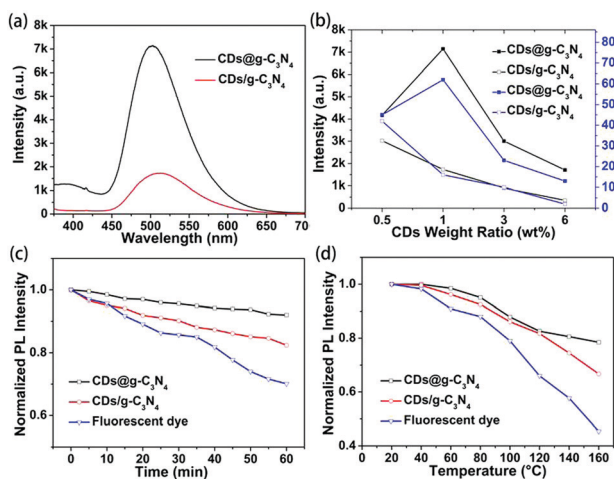 (a)
8k
7k
6k
5k
4k
3k
2k
1k
0
Intensity (a.u.)
CDs@g-C₃N₄
CDs/g-C₃N₄
400 450 500 550 600 650 70
Wavelength (nm)
(b)
8k
7k
6k
5k
4k
3k
2k
1k
0
Intensity (a.u.)
CDs@g-C₃N₄
CDs/g-C₃N₄
CDs@g-C₃N₄
CDs/g-C₃N₄
80
70
60
50
40
30
20
10
0
0.5 1 3 6
CDs Weight Ratio (wt%)
(c)
1.0
0.8
0.6
Normalized PL Intensity
CDs@g-C₃N₄
CDs/g-C₃N₄
Fluorescent dye
0 10 20 30 40 50 60
Time (min)
(d)
1.0
0.8
0.6
0.4
Normalized PL Intensity
CDs@g-C₃N₄
CDs/g-C₃N₄
Fluorescent dye
0 20 40 60 80 100 120 140 160
Temperature (°C)